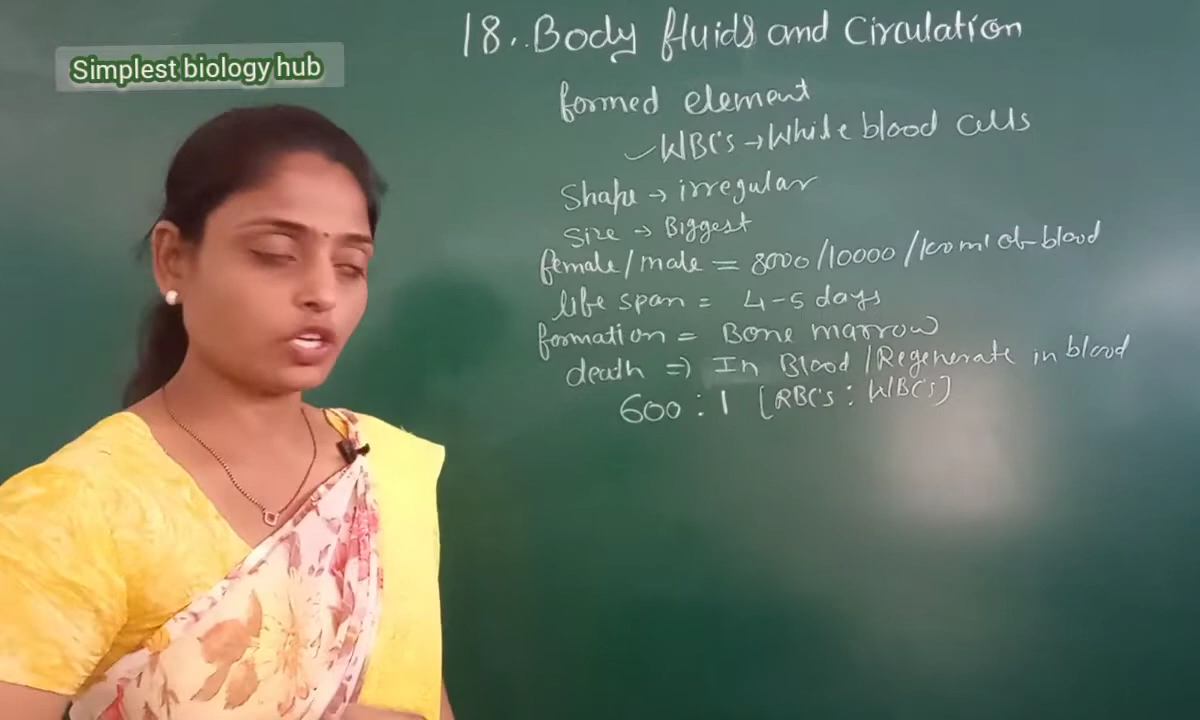 18. Body fluids and Circulation
Simplest biology hub
formed element
✓WBC's → White blood cells
Shape → irregular
Size → Biggest
female/male = 8000/10000/100ml of blood
life span = 4-5 days
formation = Bone marrow
death ⇒ In Blood/Regenerate in blood
600 : 1 [RBC's : WBC's]